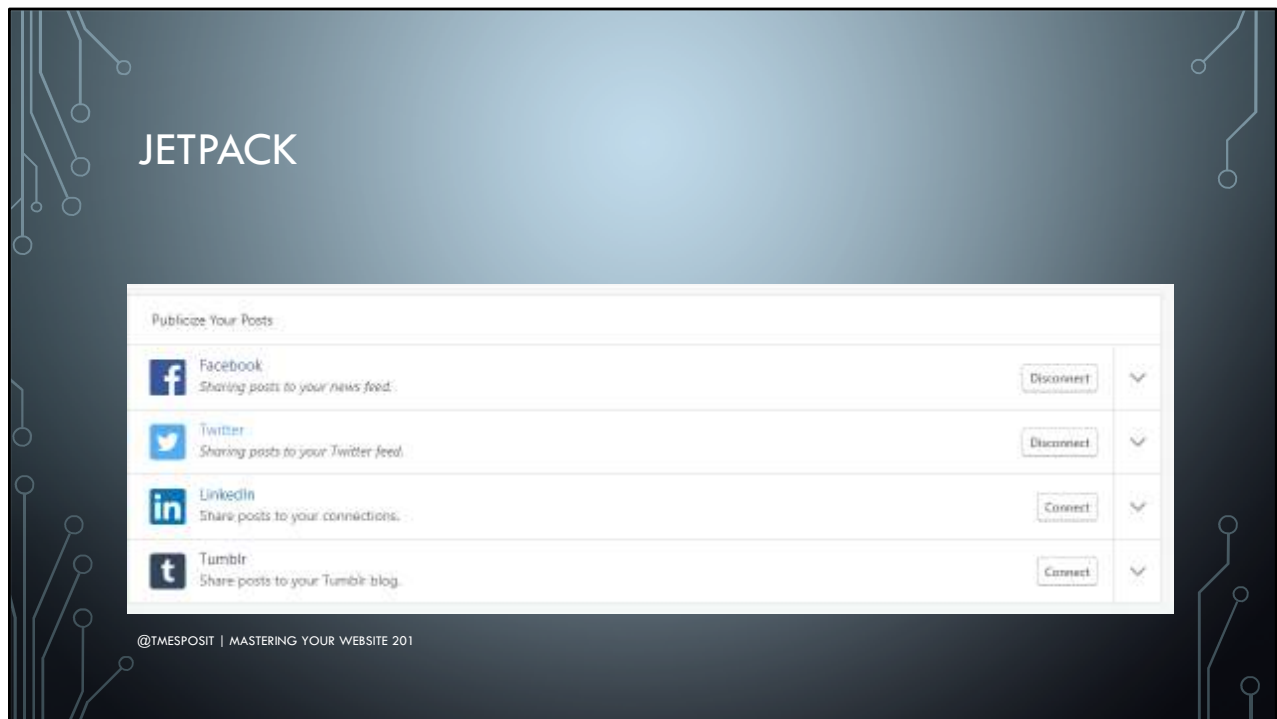 JETPACK
Publicize Your Posts
Facebook
Sharing posts to your news feed.
Disconnect
Twitter
Sharing posts to your Twitter feed.
Disconnect
LinkedIn
Share posts to your connections.
Connect
Tumblr
Share posts to your Tumblr blog.
Connect
@TMESPOSIT | MASTERING YOUR WEBSITE 201